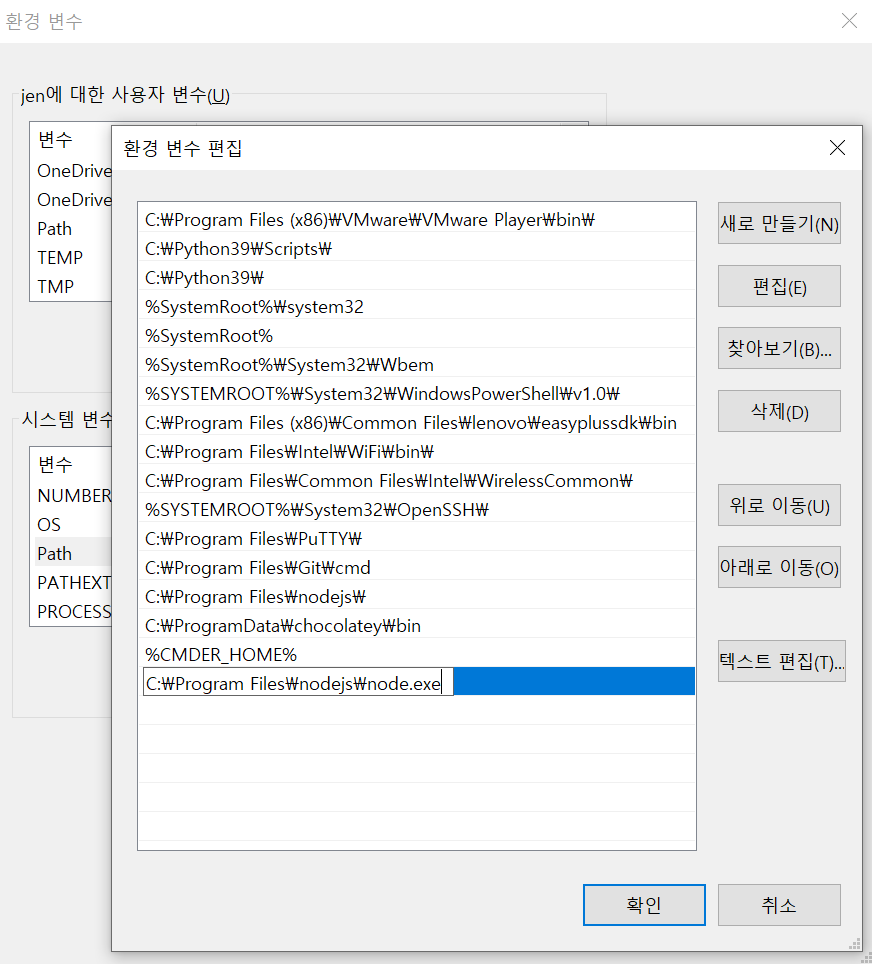 환경 변수
jen에 대한 사용자 변수(U)
변수
OneDrive
OneDrive
Path
TEMP
TMP
시스템 변수
변수
NUMBER
OS
Path
PATHEXT
PROCESS
환경 변수 편집
C:₩Program Files (x86)₩VMware₩VMware Player₩bin₩
C:₩Python39₩Scripts₩
C:₩Python39₩
%SystemRoot%₩system32
%SystemRoot%
%SystemRoot%₩System32₩Wbem
%SYSTEMROOT%₩System32₩WindowsPowerShell₩v1.0₩
C:₩Program Files (x86)₩Common Files₩lenovo₩easyplussdk₩bin
C:₩Program Files₩Intel₩WiFi₩bin₩
C:₩Program Files₩Common Files₩Intel₩WirelessCommon₩
%SYSTEMROOT%₩System32₩OpenSSH₩
C:₩Program Files₩PuTTY₩
C:₩Program Files₩Git₩cmd
C:₩Program Files₩nodejs₩
C:₩ProgramData₩chocolatey₩bin
%CMDER_HOME%
C:₩Program Files₩nodejs₩node.exe
새로 만들기(N)
편집(E)
찾아보기(B)...
삭제(D)
위로 이동(U)
아래로 이동(O)
텍스트 편집(T)...
확인
취소